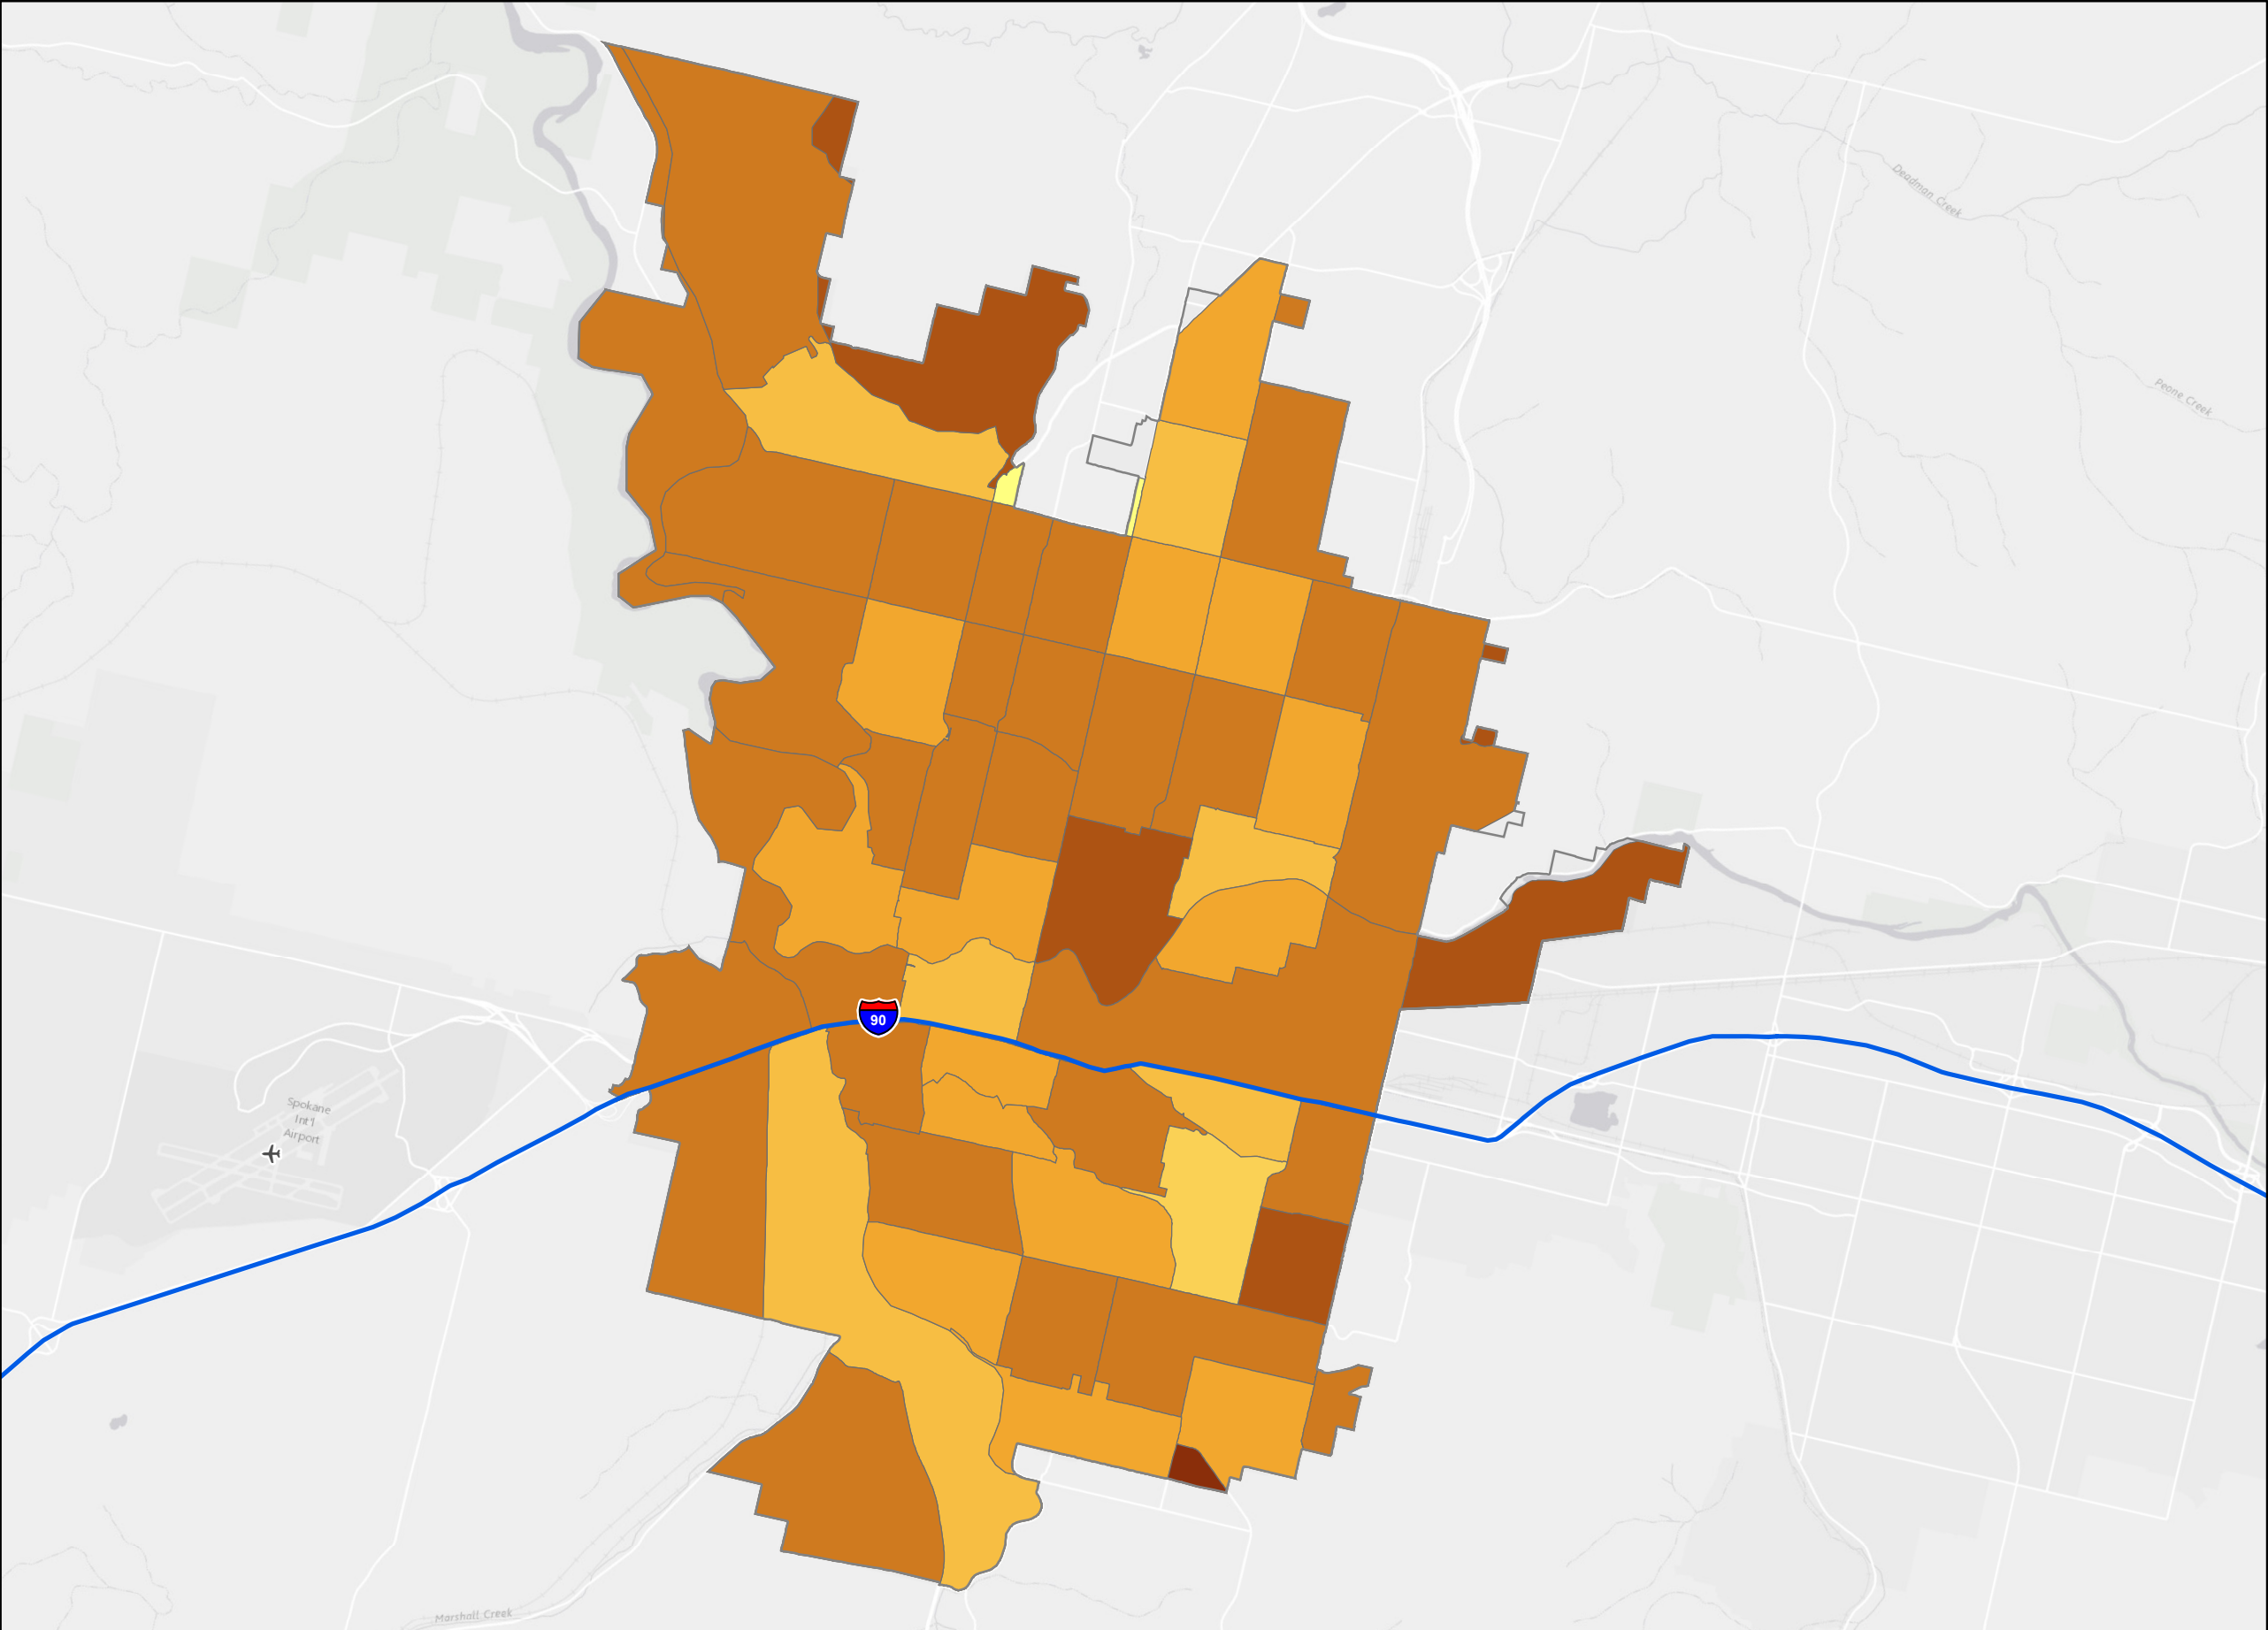 Deadman Creek
Peone Creek
90
Spokane
Int'l
Airport
Marshall Creek